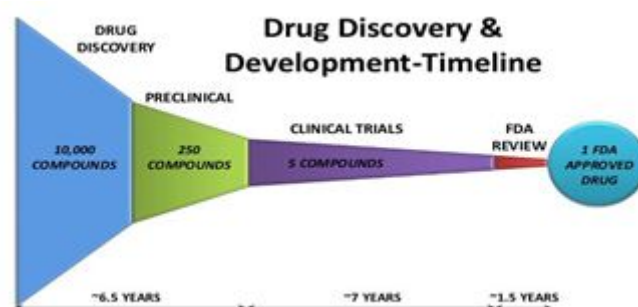 Drug Discovery &
Development-Timeline
DRUG
DISCOVERY
PRECLINICAL
CLINICAL TRIALS
FDA
REVIEW
10,000
COMPOUNDS
250
COMPOUNDS
5 COMPOUNDS
1 FDA
APPROVED
DRUG
~6.5 YEARS
~7 YEARS
~1.5 YEARS